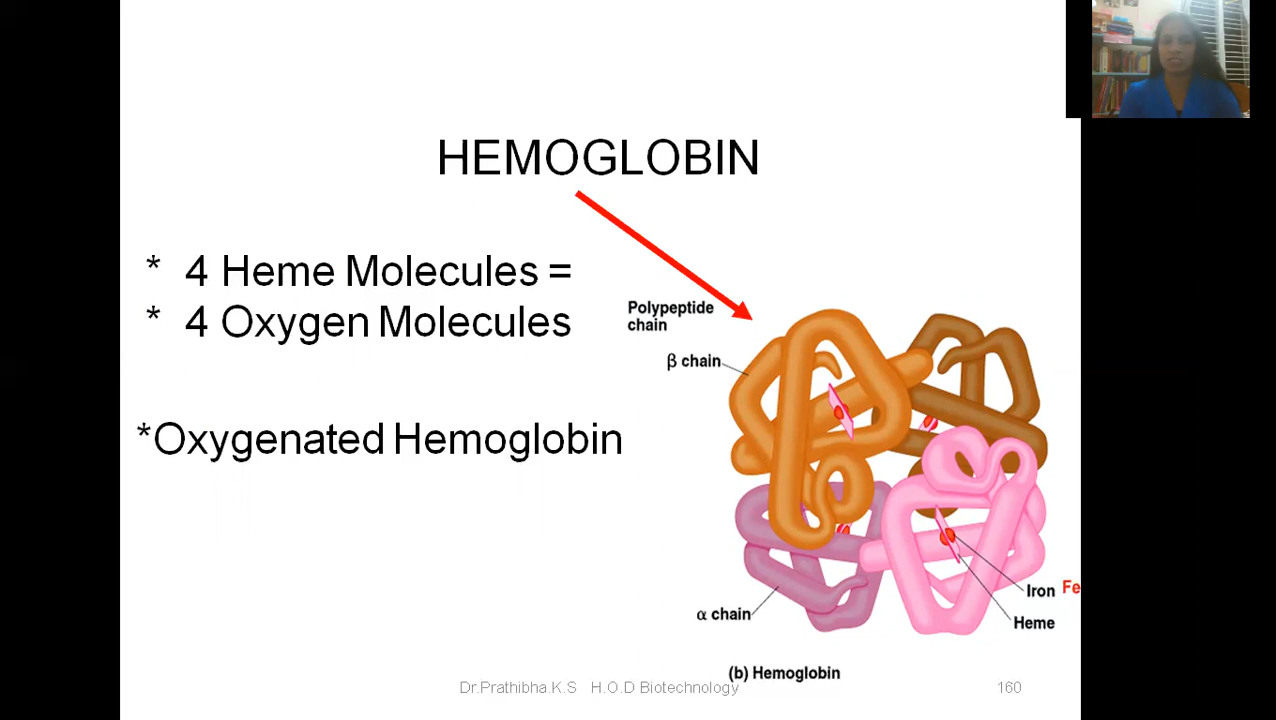 HEMOGLOBIN
* 4 Heme Molecules =
* 4 Oxygen Molecules
*Oxygenated Hemoglobin
Polypeptide
chain
β chain
α chain
Iron Fe
Heme
(b) Hemoglobin
Dr.Prathibha.K.S H.O.D Biotechnology
160